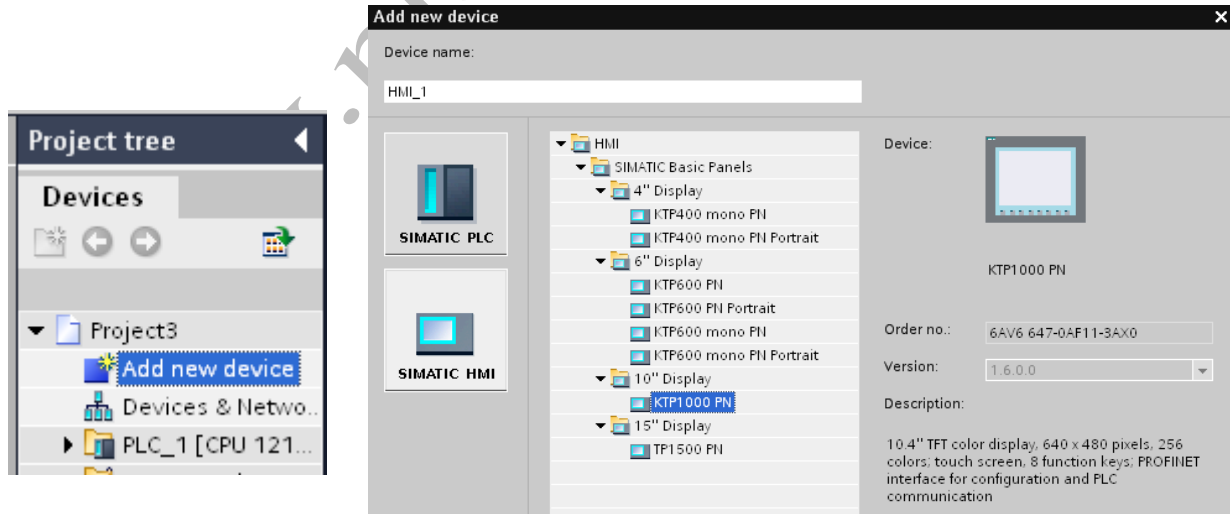 Project tree
Devices
Project3
Add new device
Devices & Netwo..
PLC_1 [CPU 121...
Add new device
Device name:
HMI_1
SIMATIC PLC
SIMATIC HMI
HMI
SIMATIC Basic Panels
4'' Display
KTP400 mono PN
KTP400 mono PN Portrait
6'' Display
KTP600 PN
KTP600 PN Portrait
KTP600 mono PN
KTP600 mono PN Portrait
10'' Display
KTP1000 PN
15'' Display
TP1500 PN
Device:
KTP1000 PN
Order no.:
6AV6 647-0AF11-3AX0
Version:
1.6.0.0
Description:
10.4'' TFT color display, 640 x 480 pixels, 256
colors; touch screen, 8 function keys; PROFINET
interface for configuration and PLC
communication